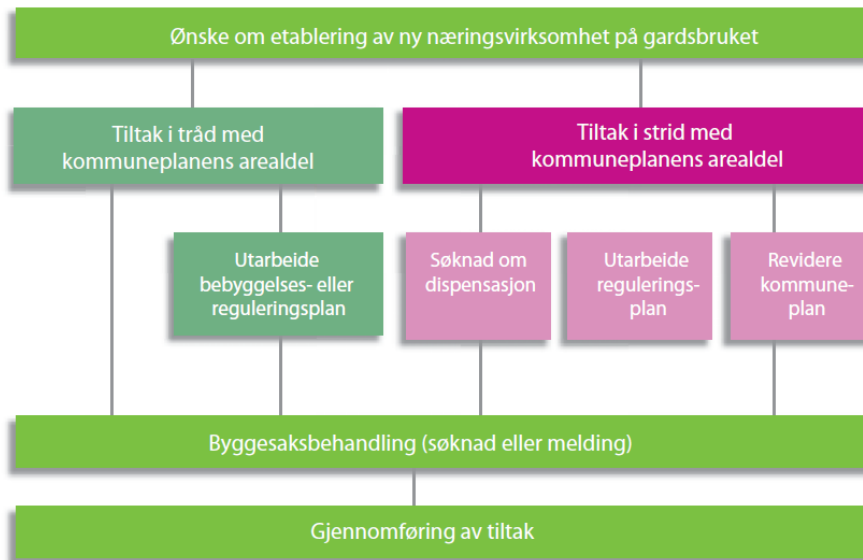 Ønske om etablering av ny næringsvirksomhet på gardsbruket
Tiltak i tråd med
kommuneplanens arealdel
Tiltak i strid med
kommuneplanens arealdel
Utarbeide
bebyggelses- eller
reguleringsplan
Søknad om
dispensasjon
Utarbeide
regulerings-
plan
Revidere
kommune-
plan
Byggesaksbehandling (søknad eller melding)
Gjennomføring av tiltak